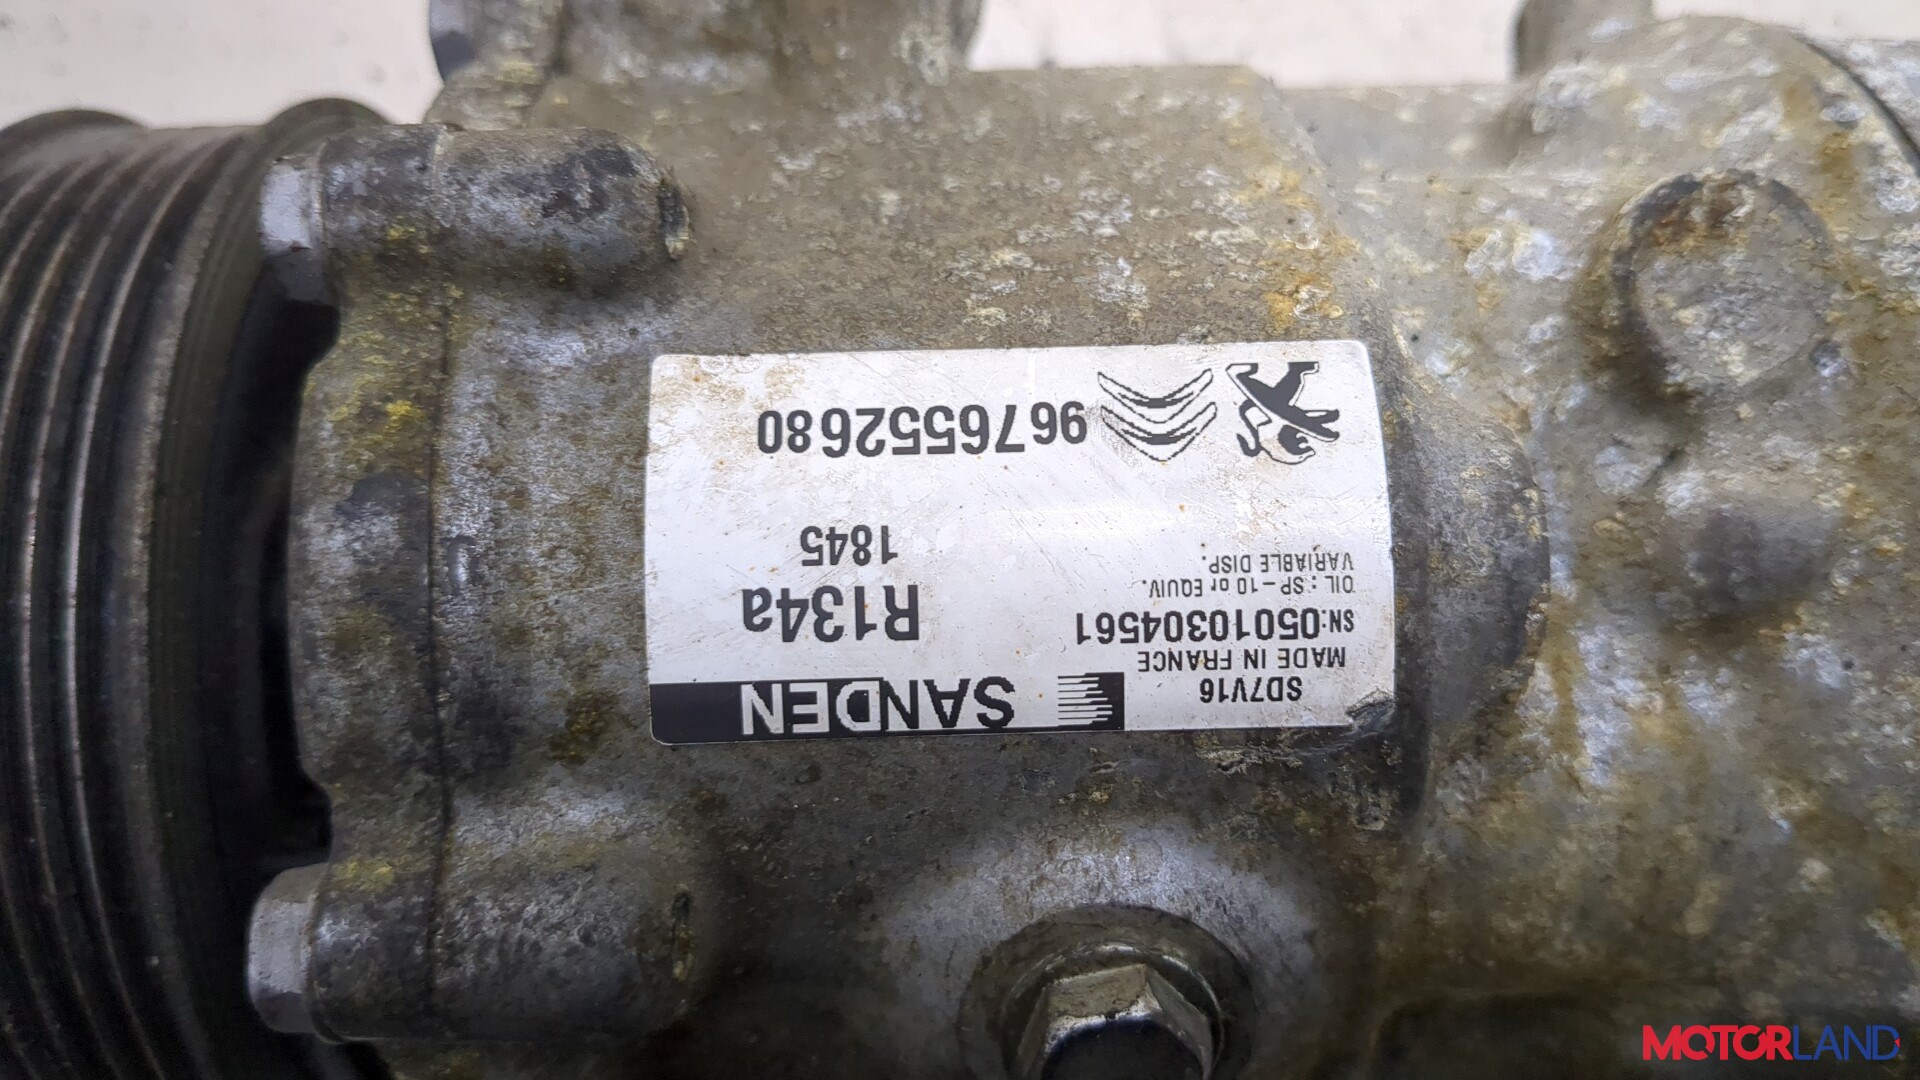 SD7V16
SANDEN
MADE IN FRANCE
SN:05010304561
R134a
OIL : SP-10 or EQUIV.
VARIABLE DISP.
1845
9676552680
MOTORLAND